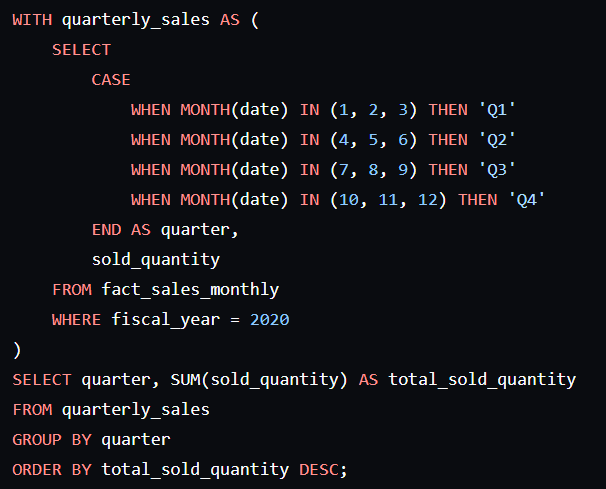 WITH quarterly_sales AS (
    SELECT
        CASE
            WHEN MONTH(date) IN (1, 2, 3) THEN 'Q1'
            WHEN MONTH(date) IN (4, 5, 6) THEN 'Q2'
            WHEN MONTH(date) IN (7, 8, 9) THEN 'Q3'
            WHEN MONTH(date) IN (10, 11, 12) THEN 'Q4'
        END AS quarter,
        sold_quantity
    FROM fact_sales_monthly
    WHERE fiscal_year = 2020
)
SELECT quarter, SUM(sold_quantity) AS total_sold_quantity
FROM quarterly_sales
GROUP BY quarter
ORDER BY total_sold_quantity DESC;